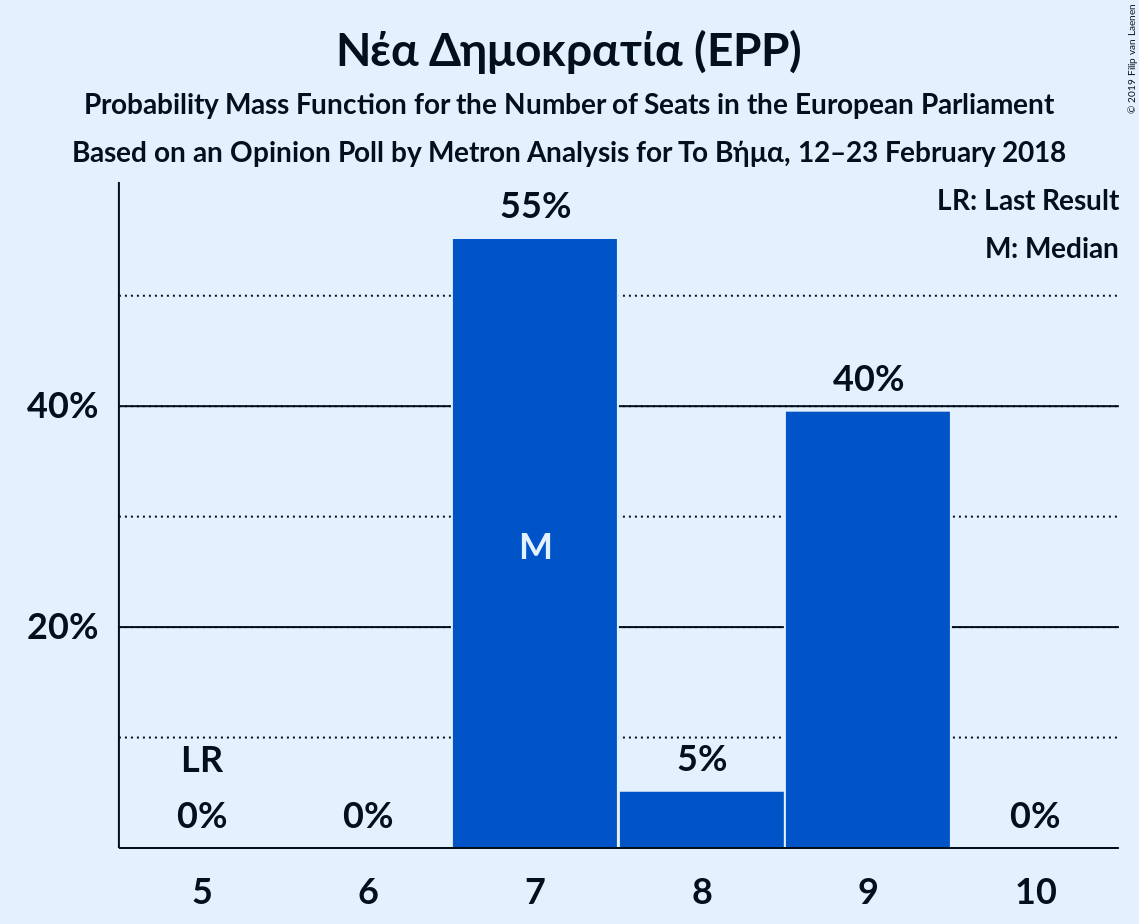 Νέα Δημοκρατία (EPP)
Probability Mass Function for the Number of Seats in the European Parliament
Based on an Opinion Poll by Metron Analysis for Το Βήμα, 12–23 February 2018
© 2019 Filip van Laenen
LR: Last Result
M: Median
55%
40%
40%
M
20%
LR
5%
0%
0%
0%
5
6
7
8
9
10